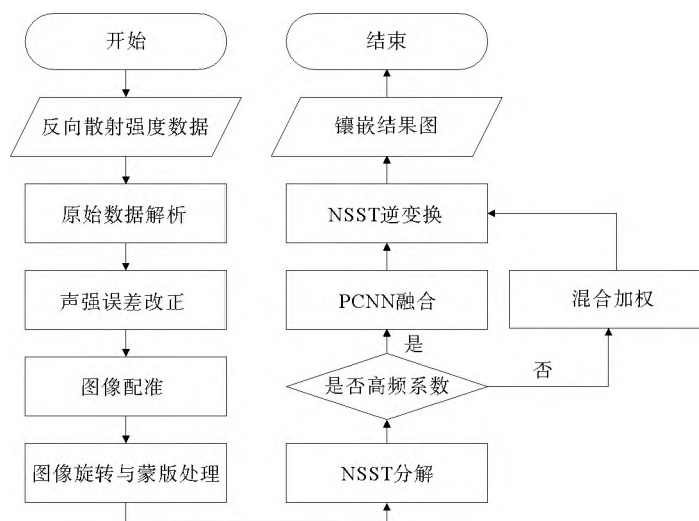 开始
反向散射强度数据
原始数据解析
声强误差改正
图像配准
图像旋转与蒙版处理
NSST分解
是否高频系数
是
否
PCNN融合
混合加权
NSST逆变换
镶嵌结果图
结束